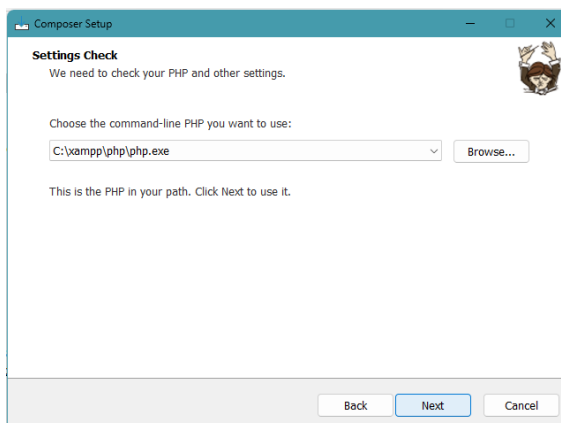 Composer Setup
Settings Check
We need to check your PHP and other settings.
Choose the command-line PHP you want to use:
C:\xampp\php\php.exe
Browse...
This is the PHP in your path. Click Next to use it.
Back
Next
Cancel